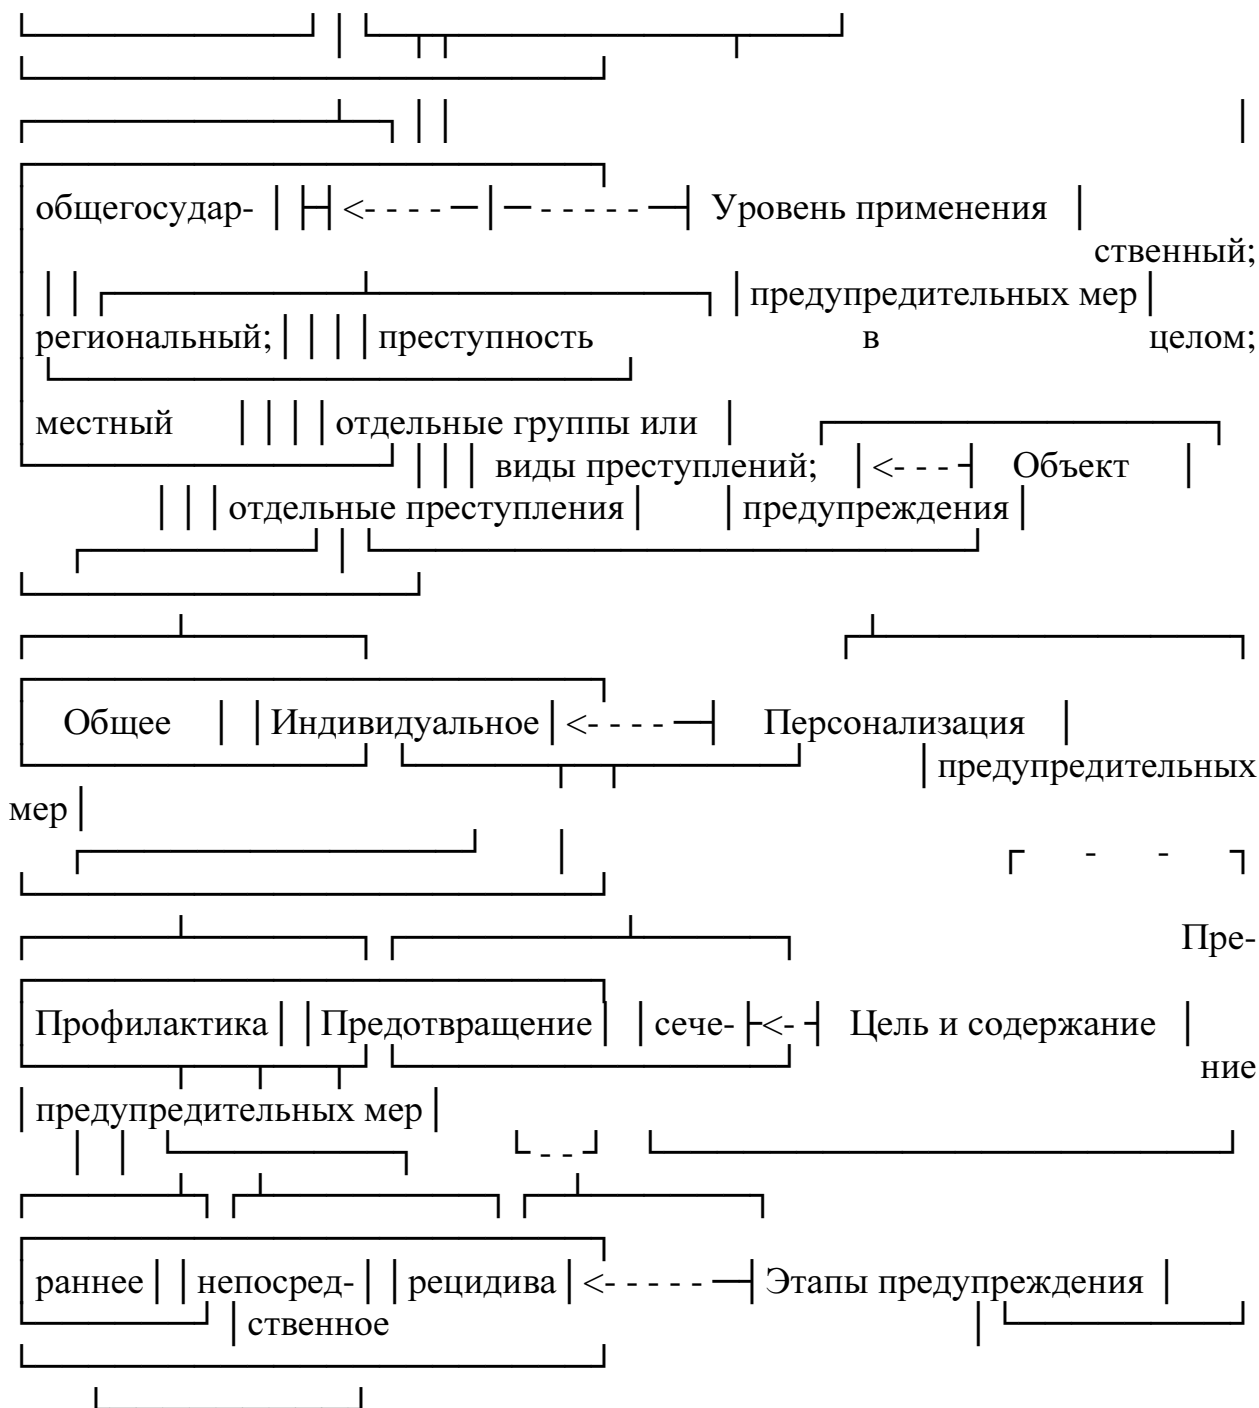 общегосудар- Уровень применения
ственный;
предупредительных мер
региональный; преступность в целом;
местный отдельные группы или
виды преступлений; Объект
отдельные преступления предупреждения
Общее Индивидуальное Персонализация
предупредительных
мер
Пре-
Профилактика Предотвращение сече- Цель и содержание
ние
предупредительных мер
раннее непосред- рецидива Этапы предупреждения
ственное